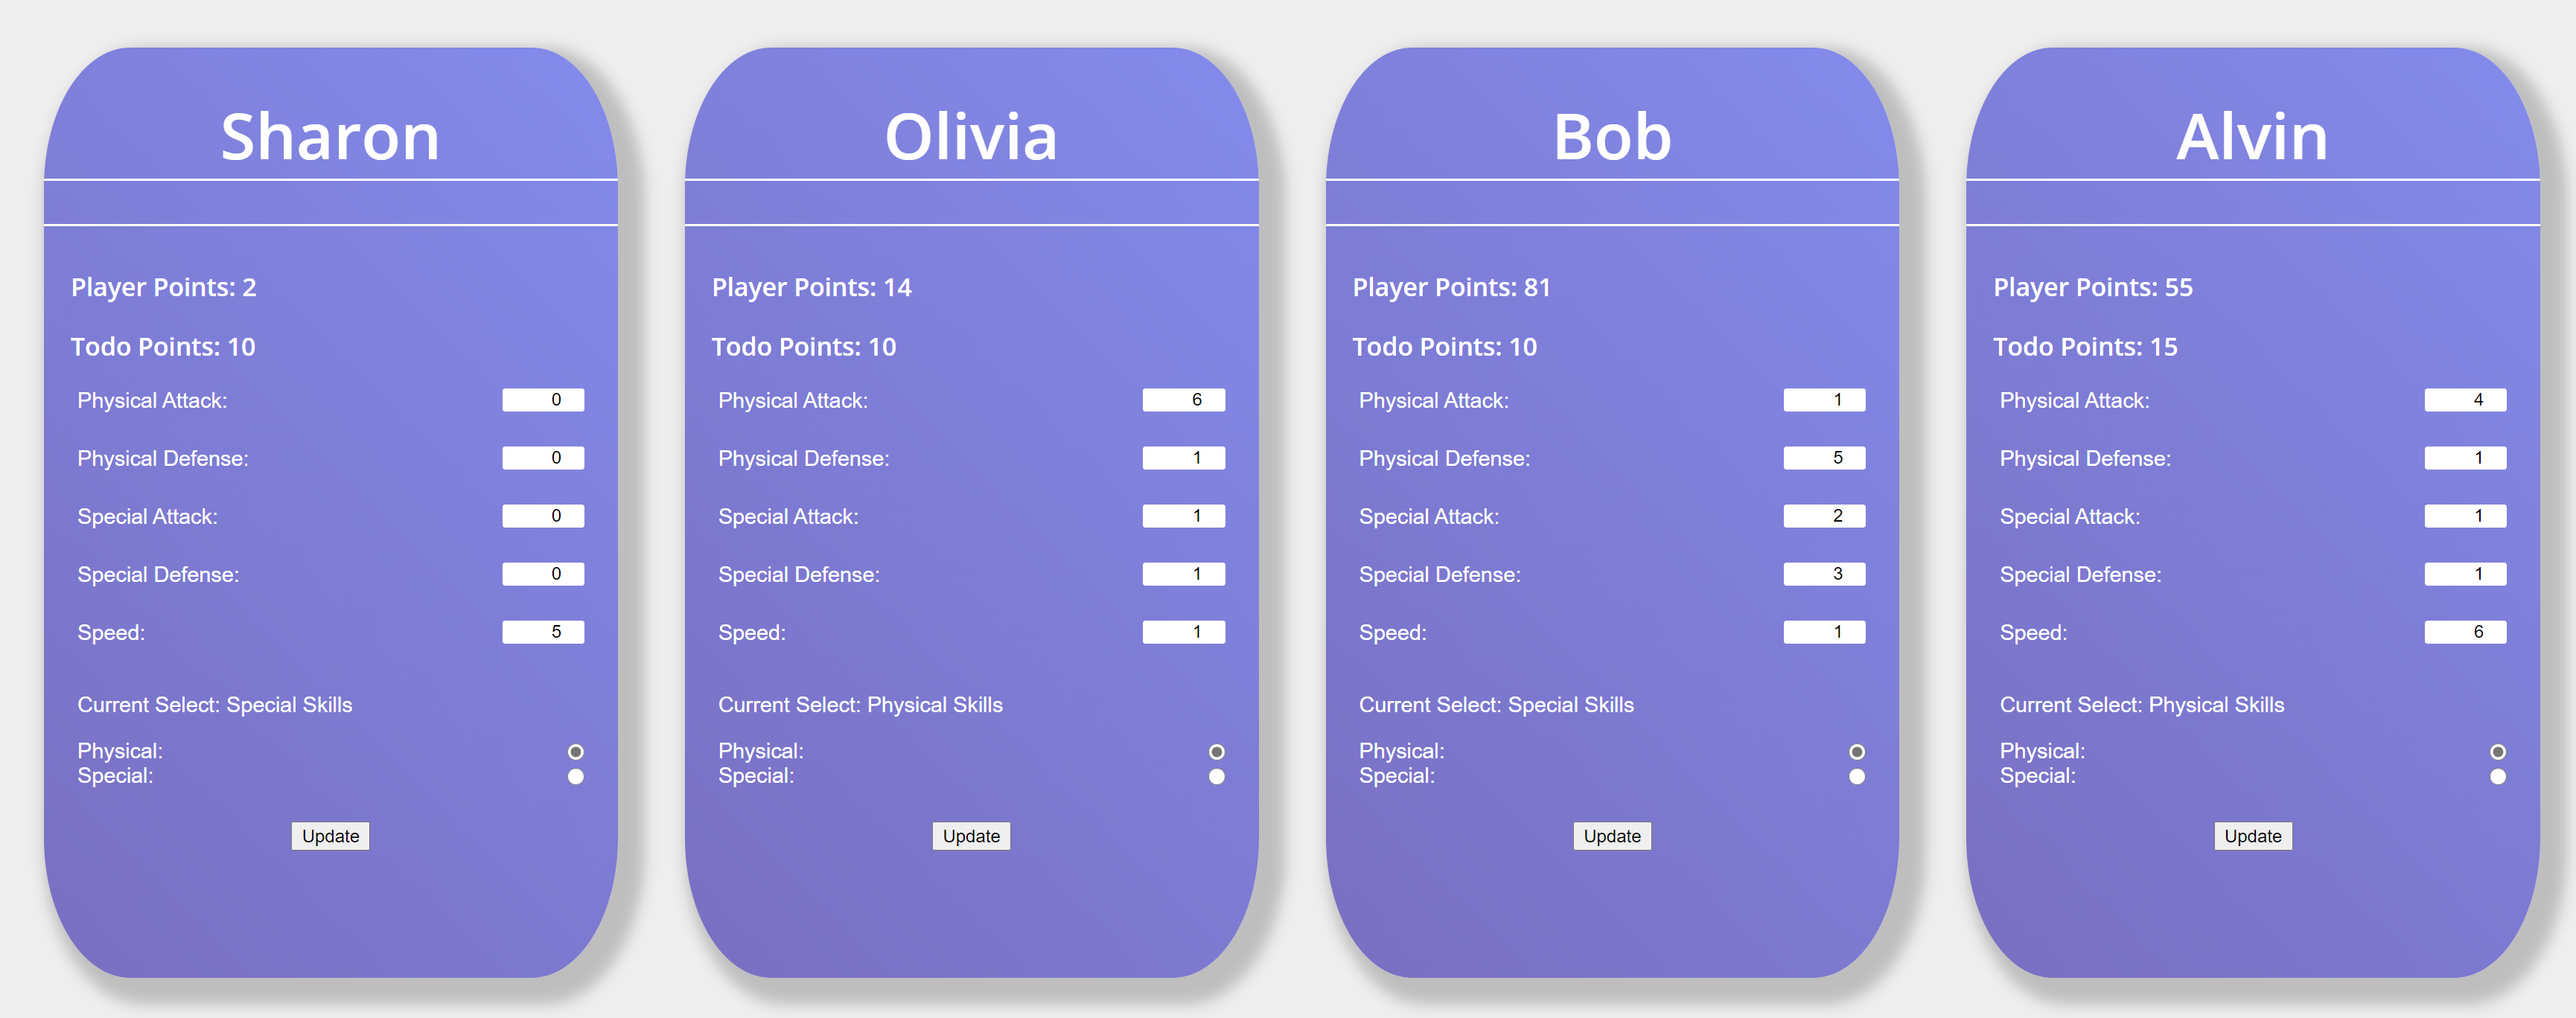 Sharon
Player Points: 2
Todo Points: 10
Physical Attack: 0
Physical Defense: 0
Special Attack: 0
Special Defense: 0
Speed: 5
Current Select: Special Skills
Physical:
Special:
Update
Olivia
Player Points: 14
Todo Points: 10
Physical Attack: 6
Physical Defense: 1
Special Attack: 1
Special Defense: 1
Speed: 1
Current Select: Physical Skills
Physical:
Special:
Update
Bob
Player Points: 81
Todo Points: 10
Physical Attack: 1
Physical Defense: 5
Special Attack: 2
Special Defense: 3
Speed: 1
Current Select: Special Skills
Physical:
Special:
Update
Alvin
Player Points: 55
Todo Points: 15
Physical Attack: 4
Physical Defense: 1
Special Attack: 1
Special Defense: 1
Speed: 6
Current Select: Physical Skills
Physical:
Special:
Update